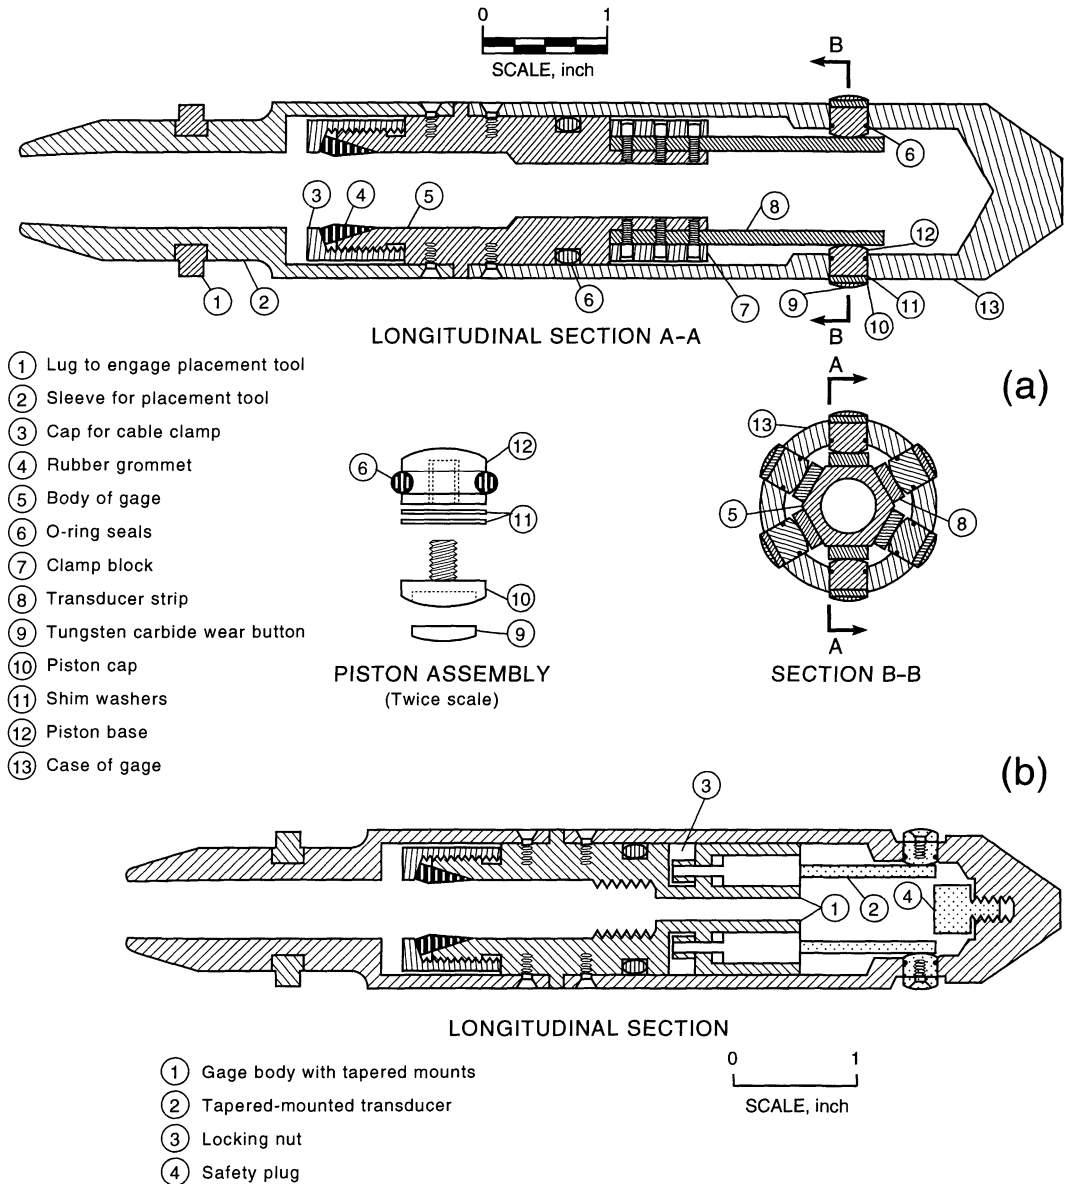 0 1
SCALE, inch
B
6
3 4 5 8 12
1 2 6 7 9 10 11 13
B
LONGITUDINAL SECTION A–A
(a)
1 Lug to engage placement tool
2 Sleeve for placement tool
3 Cap for cable clamp
4 Rubber grommet
5 Body of gage
6 O-ring seals
7 Clamp block
8 Transducer strip
9 Tungsten carbide wear button
10 Piston cap
11 Shim washers
12 Piston base
13 Case of gage
12
6
11
10
9
PISTON ASSEMBLY
(Twice scale)
A
13
5 8
A
SECTION B–B
(b)
3
1 2 4
LONGITUDINAL SECTION
0 1
SCALE, inch
1 Gage body with tapered mounts
2 Tapered-mounted transducer
3 Locking nut
4 Safety plug